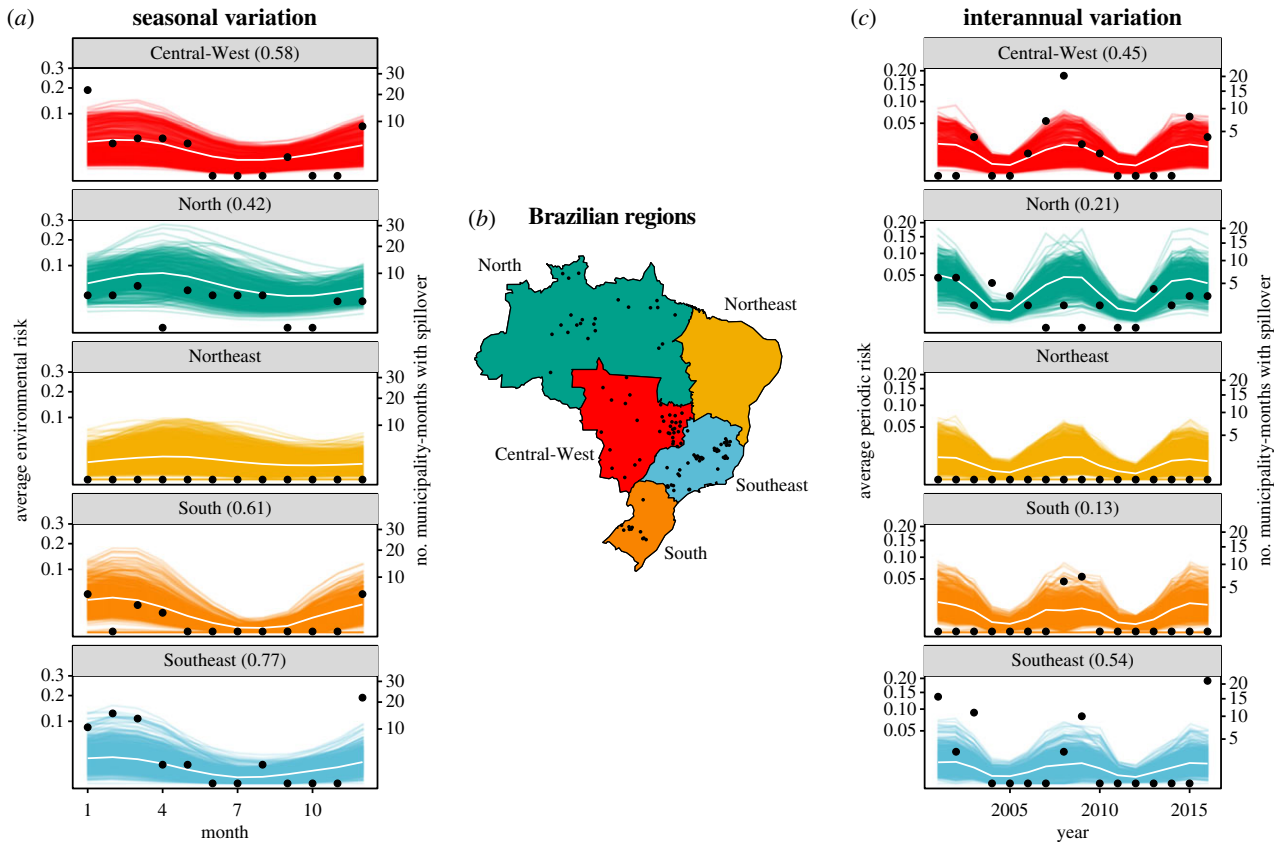 (a) seasonal variation
Central-West (0.58)
0.3
0.2
0.1
30
20
10
North (0.42)
0.3
0.2
0.1
30
20
10
Northeast
0.3
0.2
0.1
30
20
10
South (0.61)
0.3
0.2
0.1
30
20
10
Southeast (0.77)
0.3
0.2
0.1
30
20
10
1 4 7 10
month
average environmental risk
no. municipality-months with spillover
(b) Brazilian regions
North
Northeast
Central-West
Southeast
South
(c) interannual variation
Central-West (0.45)
0.20
0.15
0.10
0.05
20
15
10
5
North (0.21)
0.20
0.15
0.10
0.05
20
15
10
5
Northeast
0.20
0.15
0.10
0.05
20
15
10
5
South (0.13)
0.20
0.15
0.10
0.05
20
15
10
5
Southeast (0.54)
0.20
0.15
0.10
0.05
20
15
10
5
2005 2010 2015
year
average periodic risk
no. municipality-months with spillover